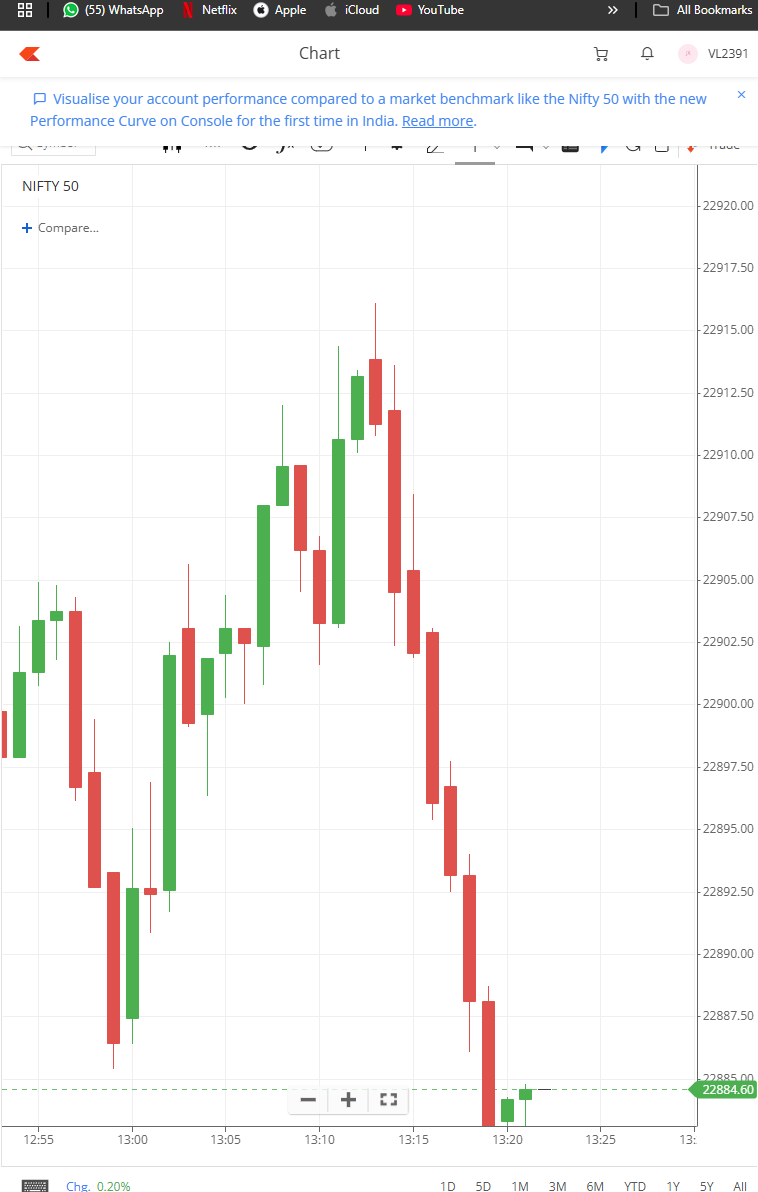 (55) WhatsApp Netflix Apple iCloud YouTube » All Bookmarks
Chart VL2391
Visualise your account performance compared to a market benchmark like the Nifty 50 with the new
Performance Curve on Console for the first time in India. Read more.
NIFTY 50
+ Compare...
22920.00
22917.50
22915.00
22912.50
22910.00
22907.50
22905.00
22902.50
22900.00
22897.50
22895.00
22892.50
22890.00
22887.50
22885.00
22884.60
12:55 13:00 13:05 13:10 13:15 13:20 13:25 13:
Chg. 0.20% 1D 5D 1M 3M 6M YTD 1Y 5Y All